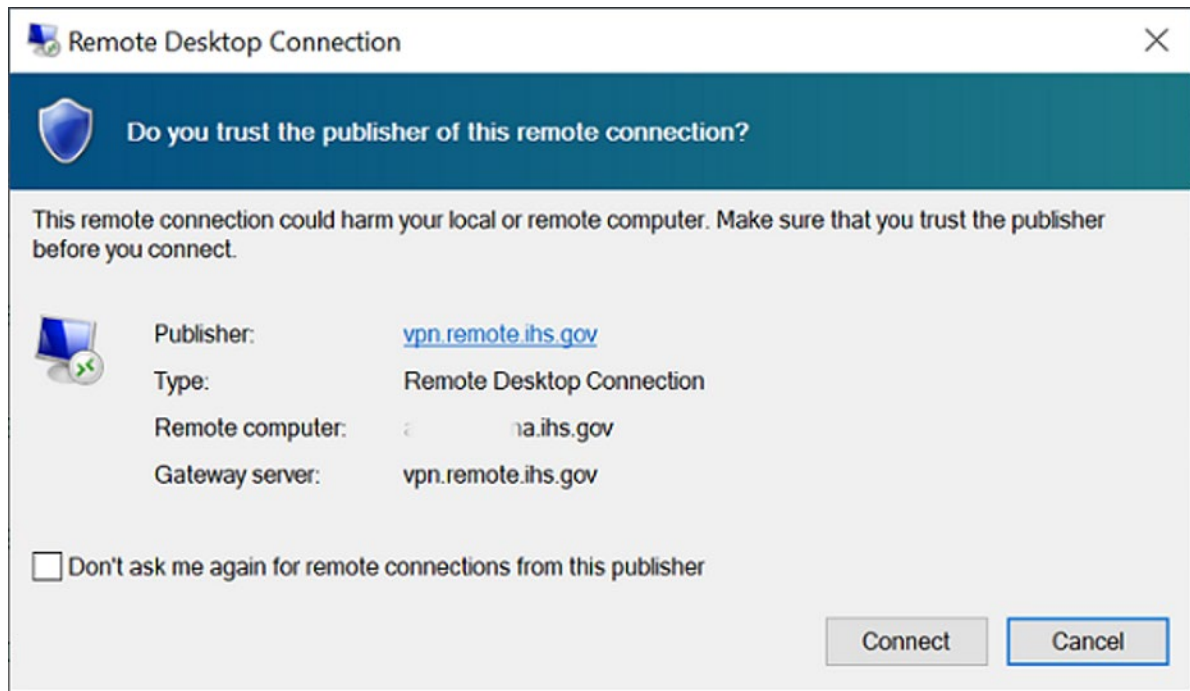 Remote Desktop Connection
Do you trust the publisher of this remote connection?
This remote connection could harm your local or remote computer. Make sure that you trust the publisher
before you connect.
Publisher: vpn.remote.ihs.gov
Type: Remote Desktop Connection
Remote computer: na.ihs.gov
Gateway server: vpn.remote.ihs.gov
Don't ask me again for remote connections from this publisher
Connect Cancel